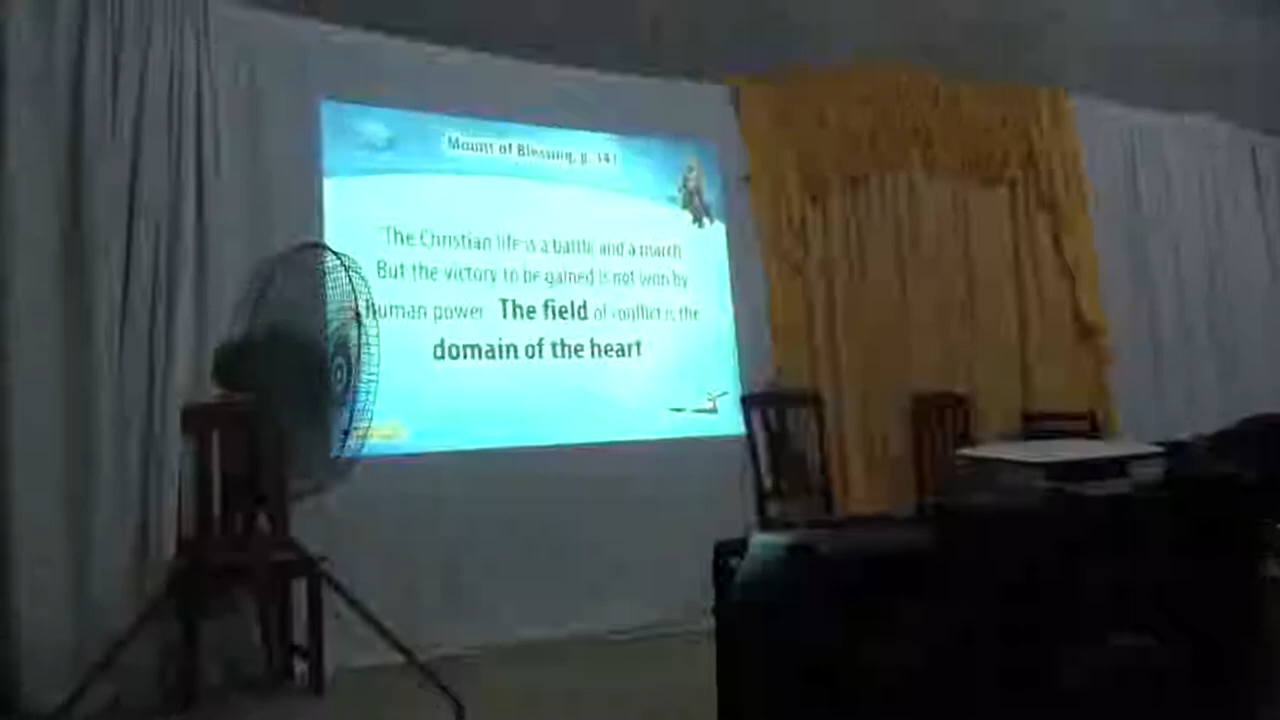 Mount of Blessing, p. 141
"The Christian life is a battle and a march.
But the victory to be gained is not won by
human power. The field of conflict is the
domain of the heart